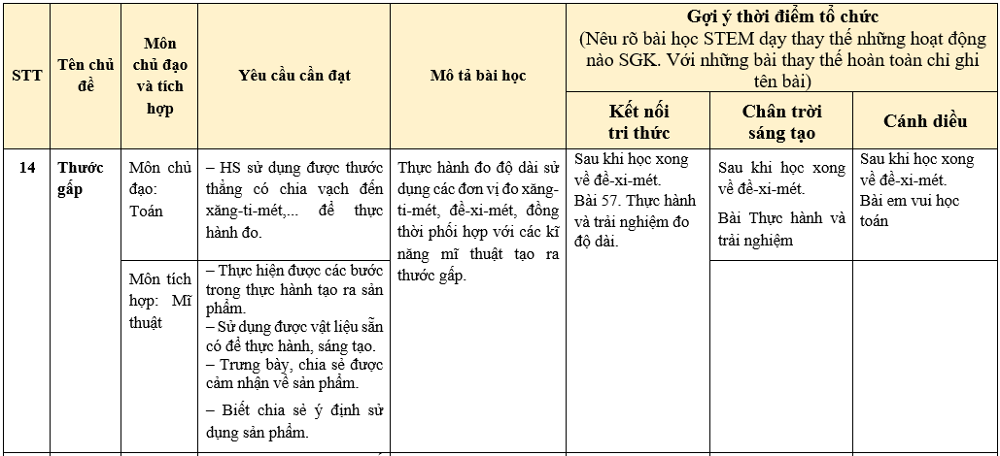 STT
Tên chủ
đề
Môn
chủ đạo
và tích
hợp
Yêu cầu cần đạt
Mô tả bài học
Gợi ý thời điểm tổ chức
(Nêu rõ bài học STEM dạy thay thế những hoạt động
nào SGK. Với những bài thay thế hoàn toàn chỉ ghi
tên bài)
Kết nối
tri thức
Chân trời
sáng tạo
Cánh diều
14
Thước
gấp
Môn chủ
đạo:
Toán
– HS sử dụng được thước
thẳng có chia vạch đến
xăng-ti-mét,... để thực
hành đo.
Thực hành đo độ dài sử
dụng các đơn vị đo xăng-
ti-mét, đề-xi-mét, đồng
thời phối hợp với các kĩ
năng mĩ thuật tạo ra
thước gấp.
Sau khi học xong
về đề-xi-mét.
Bài 57. Thực hành
và trải nghiệm đo
độ dài.
Sau khi học xong
về đề-xi-mét.
Bài Thực hành và
trải nghiệm
Sau khi học xong
về đề-xi-mét.
Bài em vui học
toán
Môn tích
hợp: Mĩ
thuật
– Thực hiện được các bước
trong thực hành tạo ra sản
phẩm.
– Sử dụng được vật liệu sẵn
có để thực hành, sáng tạo.
– Trưng bày, chia sẻ được
cảm nhận về sản phẩm.
– Biết chia sẻ ý định sử
dụng sản phẩm.